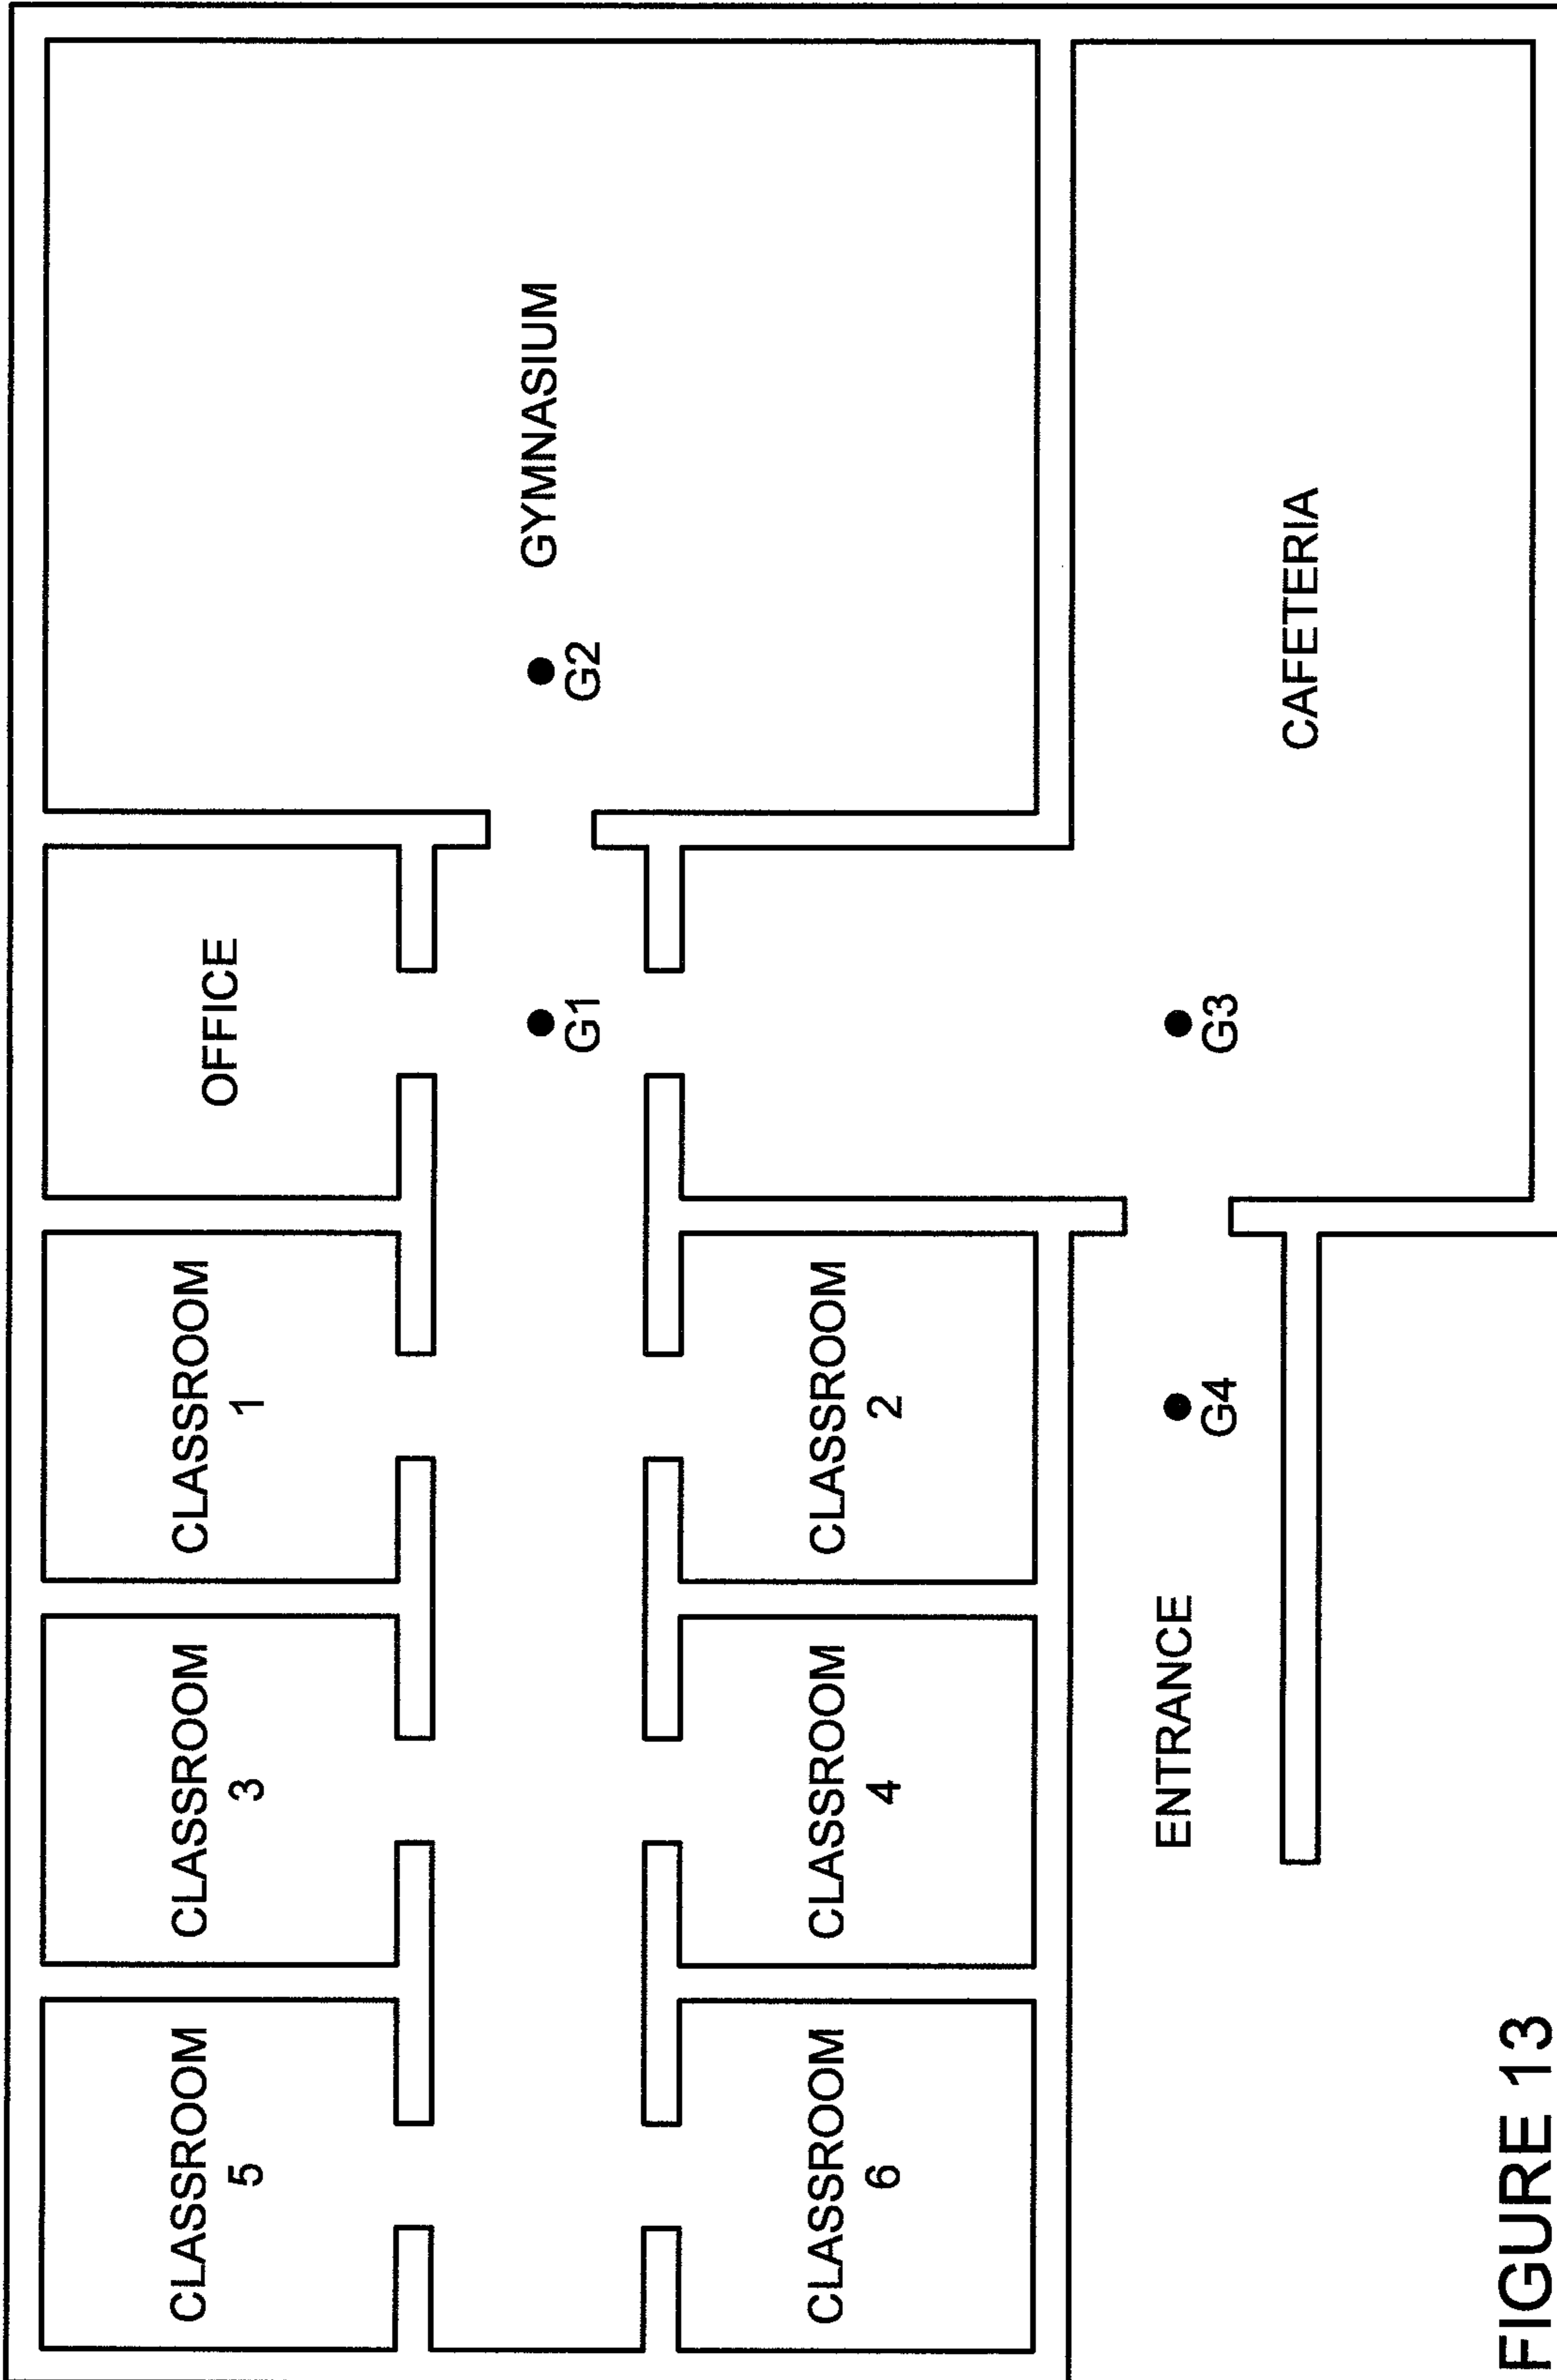 CLASSROOM
5
CLASSROOM
3
CLASSROOM
1
OFFICE
G1
G2
GYMNASIUM
CLASSROOM
6
CLASSROOM
4
CLASSROOM
2
ENTRANCE
G4
G3
CAFETERIA
FIGURE 13